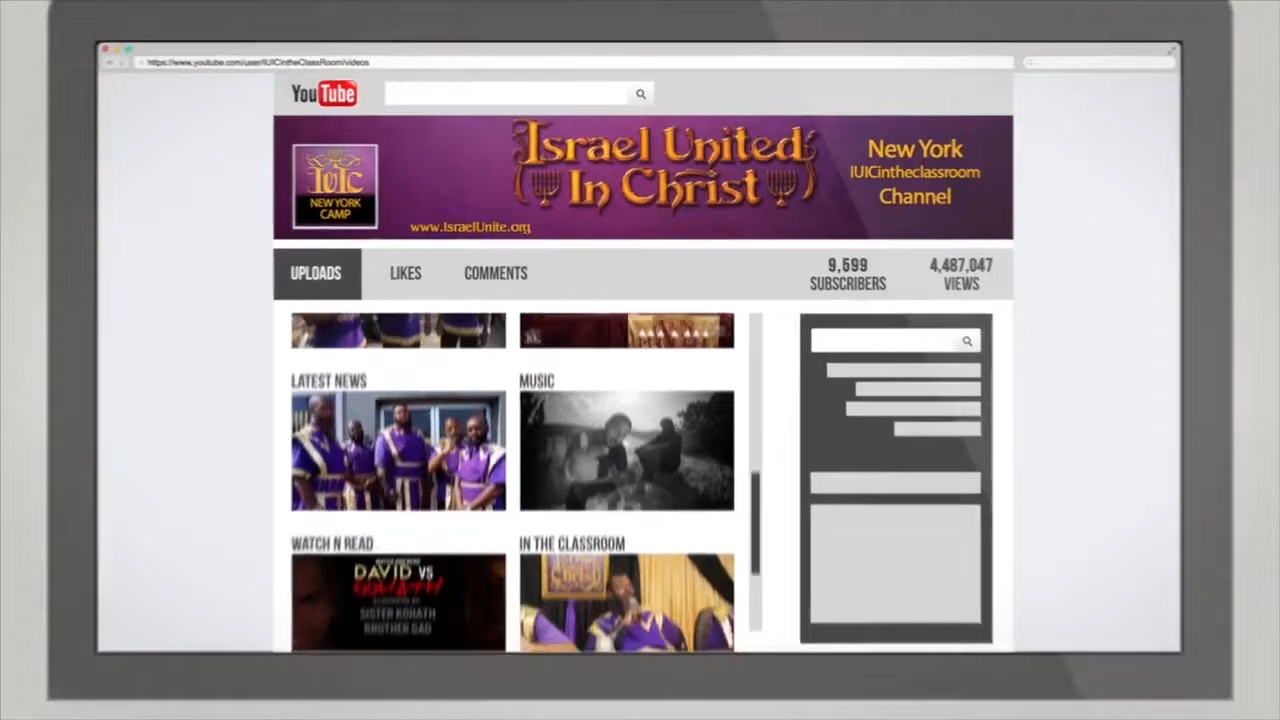 https://www.youtube.com/user/IUICintheClassRoom/videos
YouTube
Israel United
In Christ
New York
IUICintheclassroom
Channel
IUIC
NEW YORK
CAMP
www.IsraelUnite.org
UPLOADS
LIKES
COMMENTS
9,599
SUBSCRIBERS
4,487,047
VIEWS
LATEST NEWS
MUSIC
WATCH N READ
IN THE CLASSROOM
DAVID VS
GOLIATH
SISTER KOHATH
BROTHER GAD